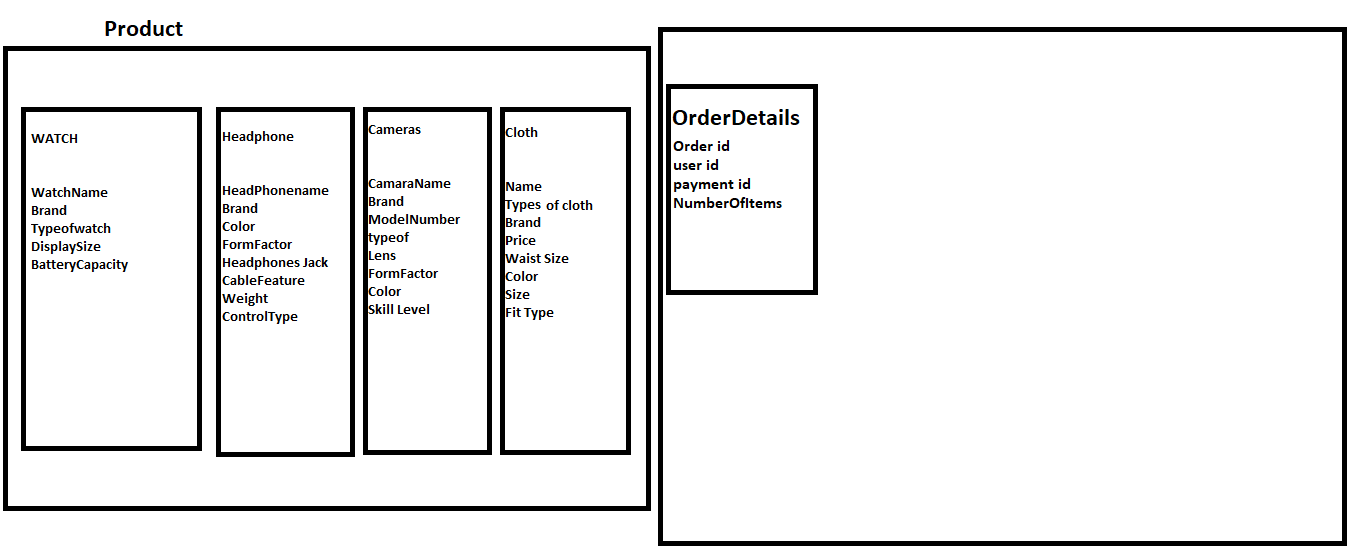 Product
WATCH
WatchName
Brand
Typeofwatch
DisplaySize
BatteryCapacity
Headphone
HeadPhonename
Brand
Color
FormFactor
Headphones Jack
CableFeature
Weight
ControlType
Cameras
CamaraName
Brand
ModelNumber
typeof
Lens
FormFactor
Color
Skill Level
Cloth
Name
Types of cloth
Brand
Price
Waist Size
Color
Size
Fit Type
OrderDetails
Order id
user id
payment id
NumberOfItems